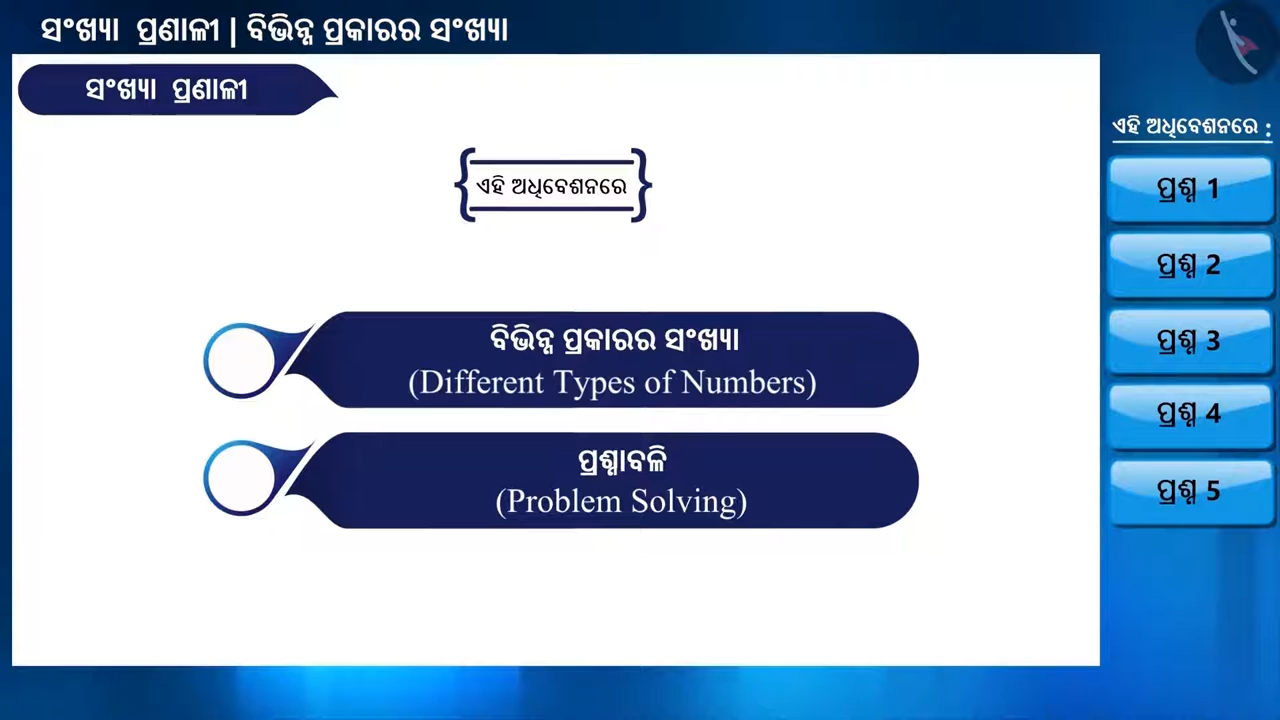 ସଂଖ୍ୟା ପ୍ରଣାଳୀ | ବିଭିନ୍ନ ପ୍ରକାରର ସଂଖ୍ୟା
ସଂଖ୍ୟା ପ୍ରଣାଳୀ
ଏହି ଅଧିବେଶନରେ
ବିଭିନ୍ନ ପ୍ରକାରର ସଂଖ୍ୟା
(Different Types of Numbers)
ପ୍ରଶ୍ନାବଳି
(Problem Solving)
ଏହି ଅଧିବେଶନରେ :
ପ୍ରଶ୍ନ 1
ପ୍ରଶ୍ନ 2
ପ୍ରଶ୍ନ 3
ପ୍ରଶ୍ନ 4
ପ୍ରଶ୍ନ 5